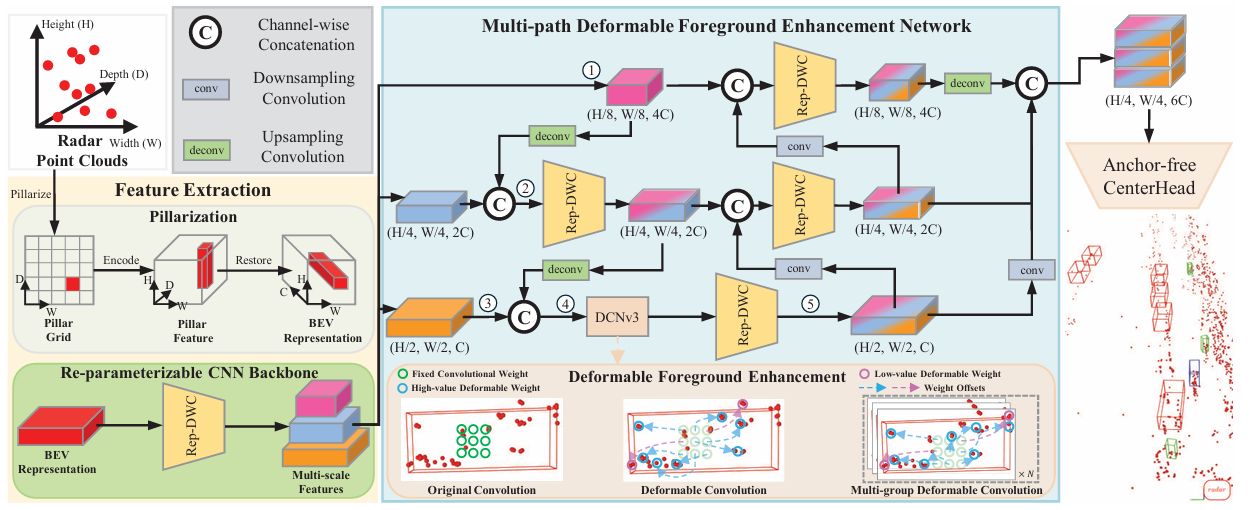 Height (H)
Depth (D)
Width (W)
Radar
Point Clouds
C
Channel-wise
Concatenation
conv
Downsampling
Convolution
deconv
Upsampling
Convolution
Pillarize
Feature Extraction
Pillarization
D
W
Encode
H
D
W
Restore
H
C
W
Pillar
Grid
Pillar
Feature
BEV
Representation
Re-parameterizable CNN Backbone
BEV
Representation
Rep-DWC
Multi-scale
Features
Multi-path Deformable Foreground Enhancement Network
1
(H/8, W/8, 4C)
C
Rep-DWC
(H/8, W/8, 4C)
deconv
C
deconv
conv
(H/4, W/4, 2C)
C
2
Rep-DWC
(H/4, W/4, 2C)
C
Rep-DWC
(H/4, W/4, 2C)
deconv
conv
conv
(H/2, W/2, C)
3
C
4
DCNv3
Rep-DWC
5
(H/2, W/2, C)
Fixed Convolutional Weight
High-value Deformable Weight
Deformable Foreground Enhancement
Low-value Deformable Weight
Weight Offsets
× N
Original Convolution
Deformable Convolution
Multi-group Deformable Convolution
(H/4, W/4, 6C)
Anchor-free
CenterHead
radar